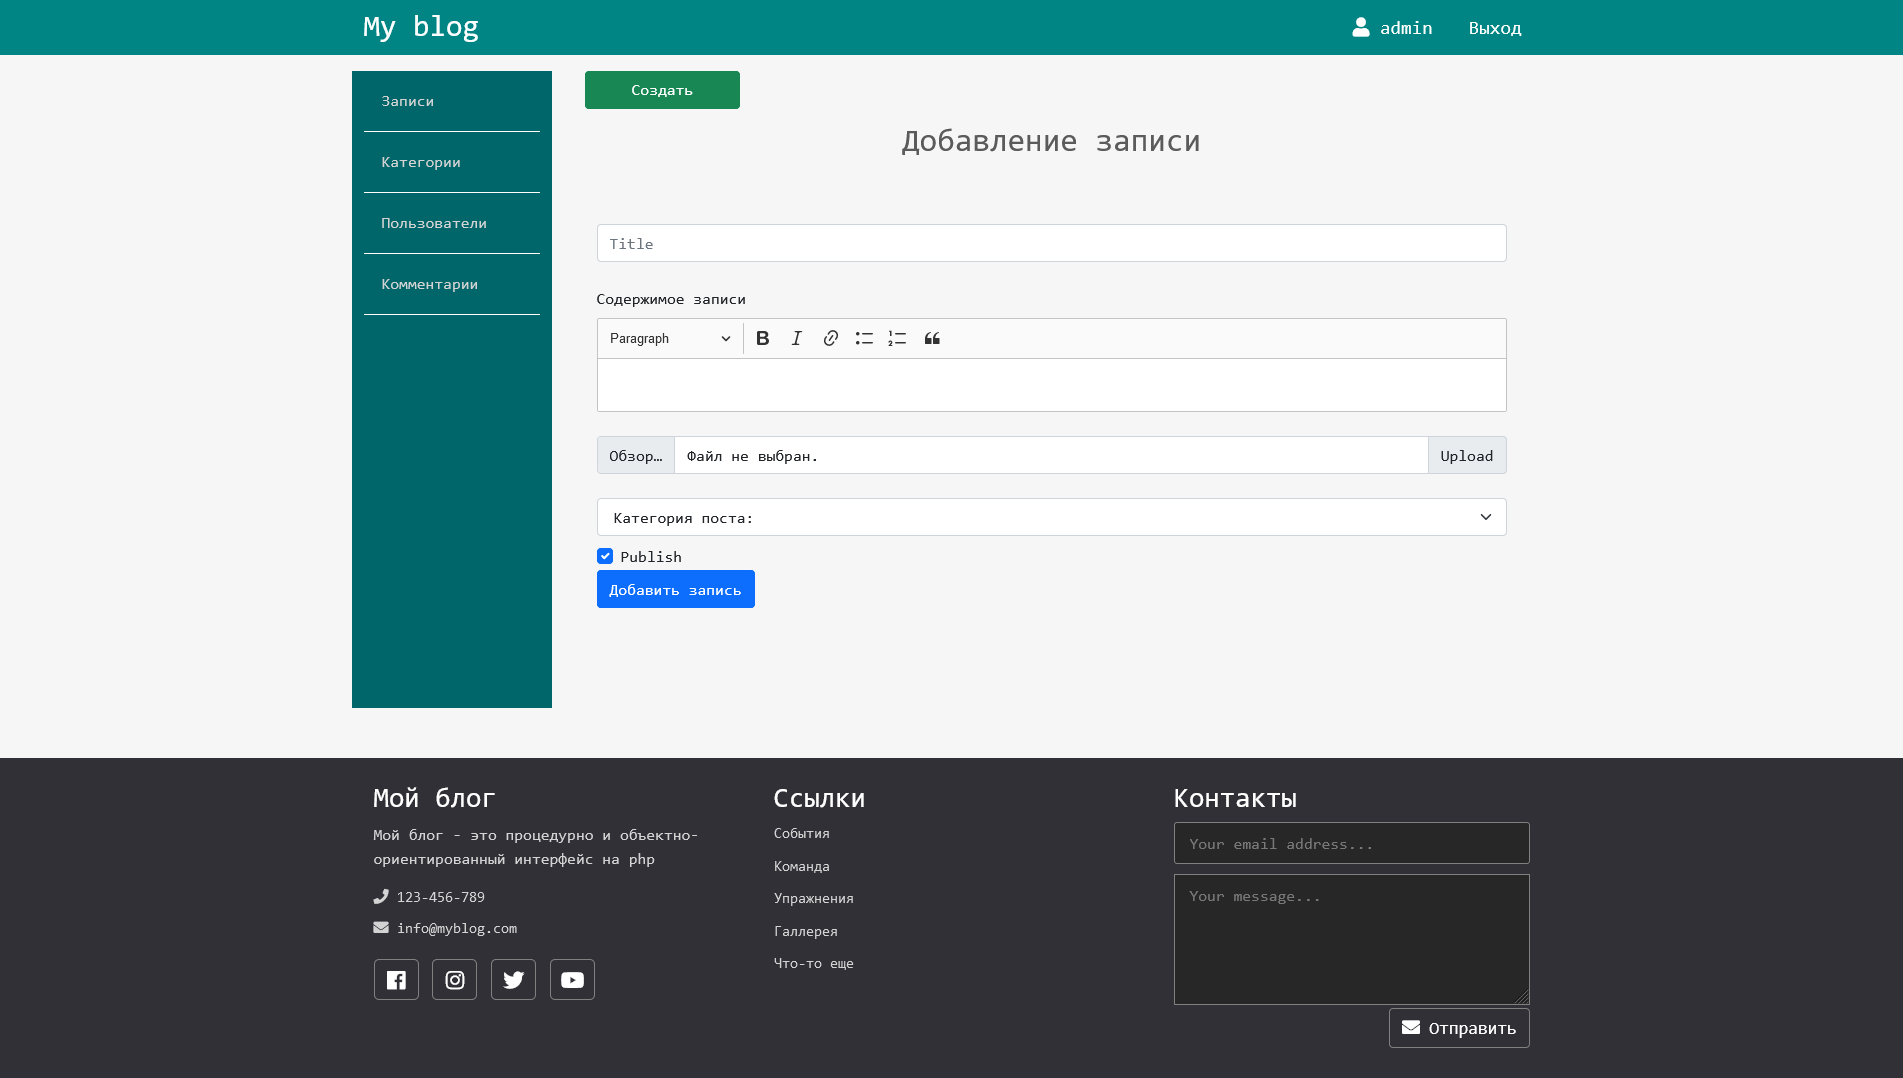 My blog
admin
Выход
Записи
Категории
Пользователи
Комментарии
Создать
Добавление записи
Title
Содержимое записи
Paragraph
Обзор…
Файл не выбран.
Upload
Категория поста:
Publish
Добавить запись
Мой блог
Мой блог - это процедурно и объектно-
ориентированный интерфейс на php
123-456-789
info@myblog.com
Ссылки
События
Команда
Упражнения
Галлерея
Что-то еще
Контакты
Your email address...
Your message...
Отправить